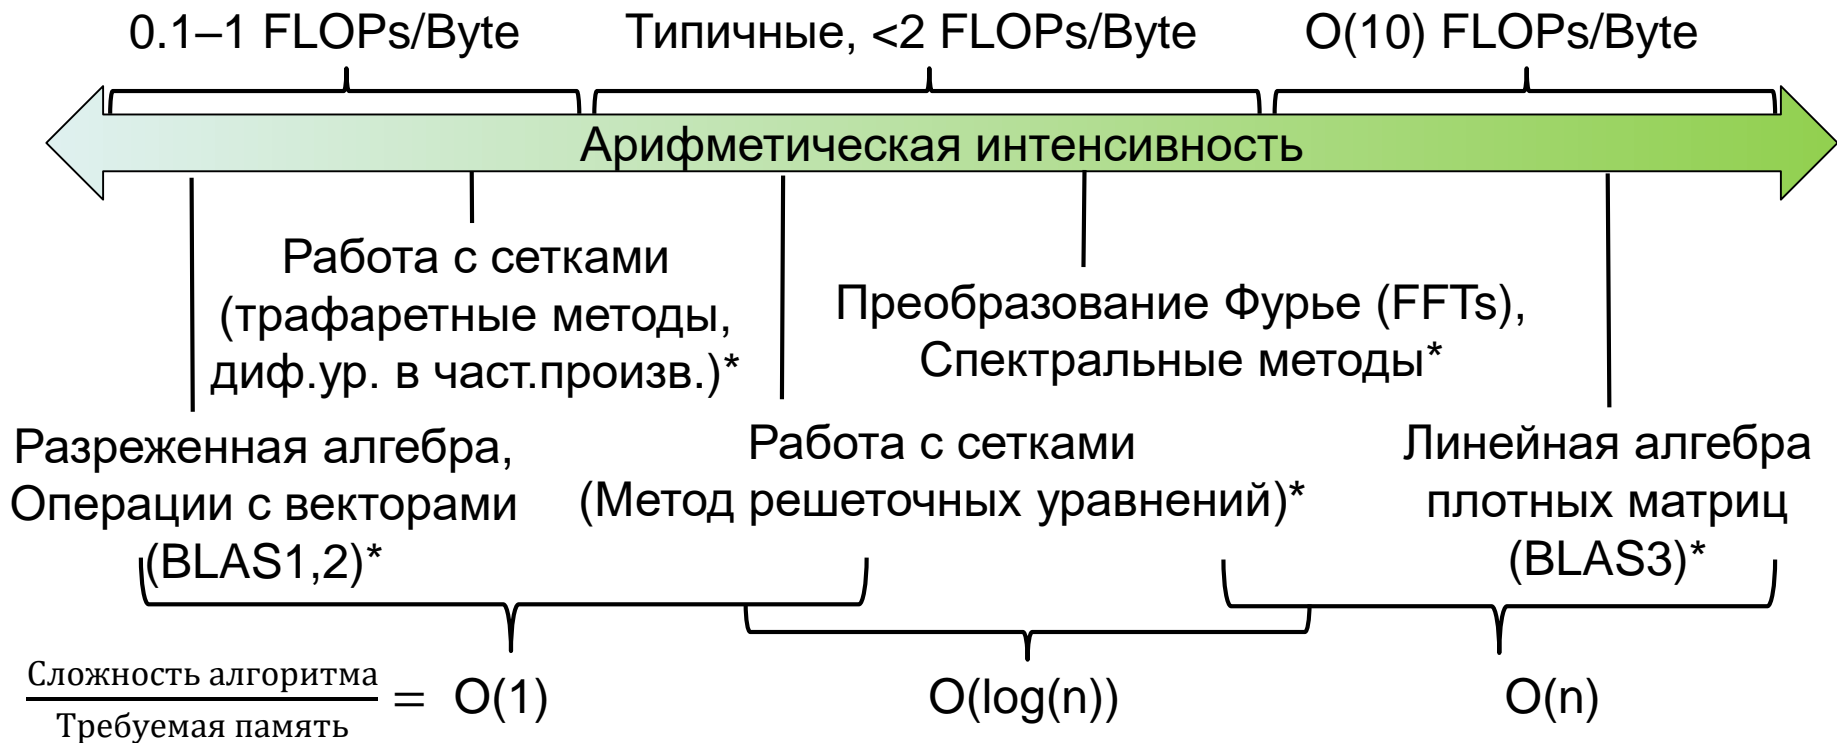 0.1–1 FLOPs/Byte
Типичные, <2 FLOPs/Byte
O(10) FLOPs/Byte
Арифметическая интенсивность
Работа с сетками
(трафаретные методы,
диф.ур. в част.произв.)*
Преобразование Фурье (FFTs),
Спектральные методы*
Разреженная алгебра,
Операции с векторами
(BLAS1,2)*
Работа с сетками
(Метод решеточных уравнений)*
Линейная алгебра
плотных матриц
(BLAS3)*
Сложность алгоритма
Требуемая память
= O(1)
O(log(n))
O(n)